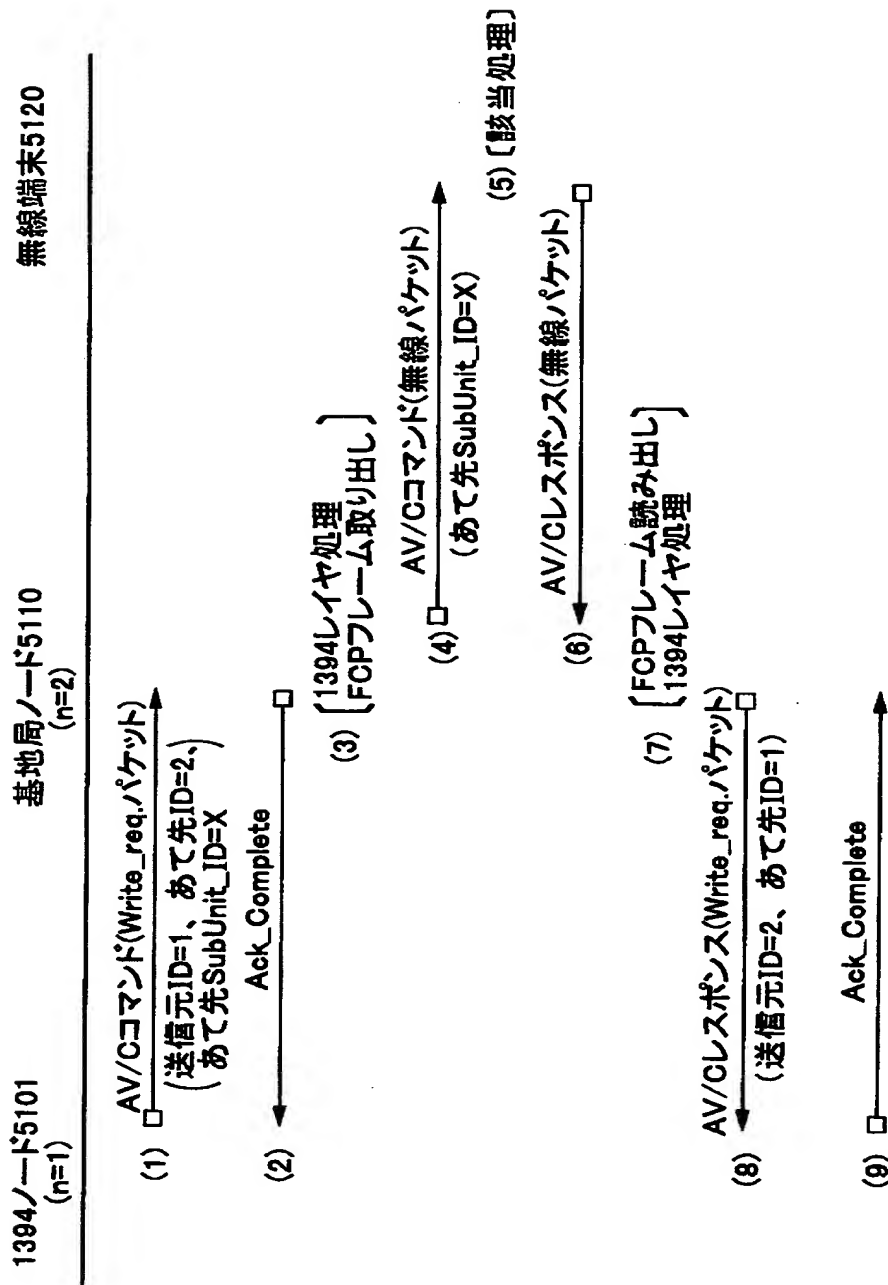 1394ノード5101
(n=1)
基地局ノード5110
(n=2)
無線端末5120
(1)
AV/Cコマンド(Write_req.パケット)
(送信元ID=1、あて先ID=2、
あて先SubUnit_ID=X)
(2)
Ack_Complete
(3)
[1394レイヤ処理
FCPフレーム取り出し]
(4)
AV/Cコマンド(無線パケット)
(あて先SubUnit_ID=X)
(5) [該当処理]
(6)
AV/Cレスポンス(無線パケット)
(7)
[FCPフレーム読み出し
1394レイヤ処理]
(8)
AV/Cレスポンス(Write_req.パケット)
(送信元ID=2、あて先ID=1)
(9)
Ack_Complete